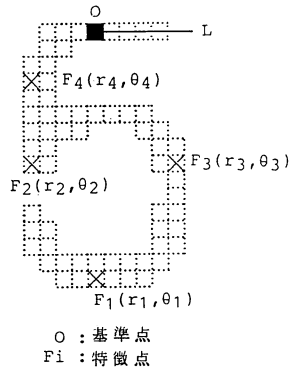 O
L
F4(r4,θ4)
F3(r3,θ3)
F2(r2,θ2)
F1(r1,θ1)
O : 基準点
Fi : 特徴点